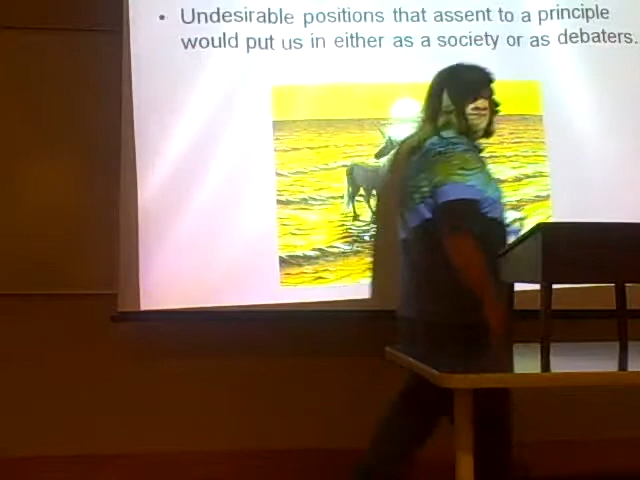 • Undesirable positions that assent to a principle
would put us in either as a society or as debaters.